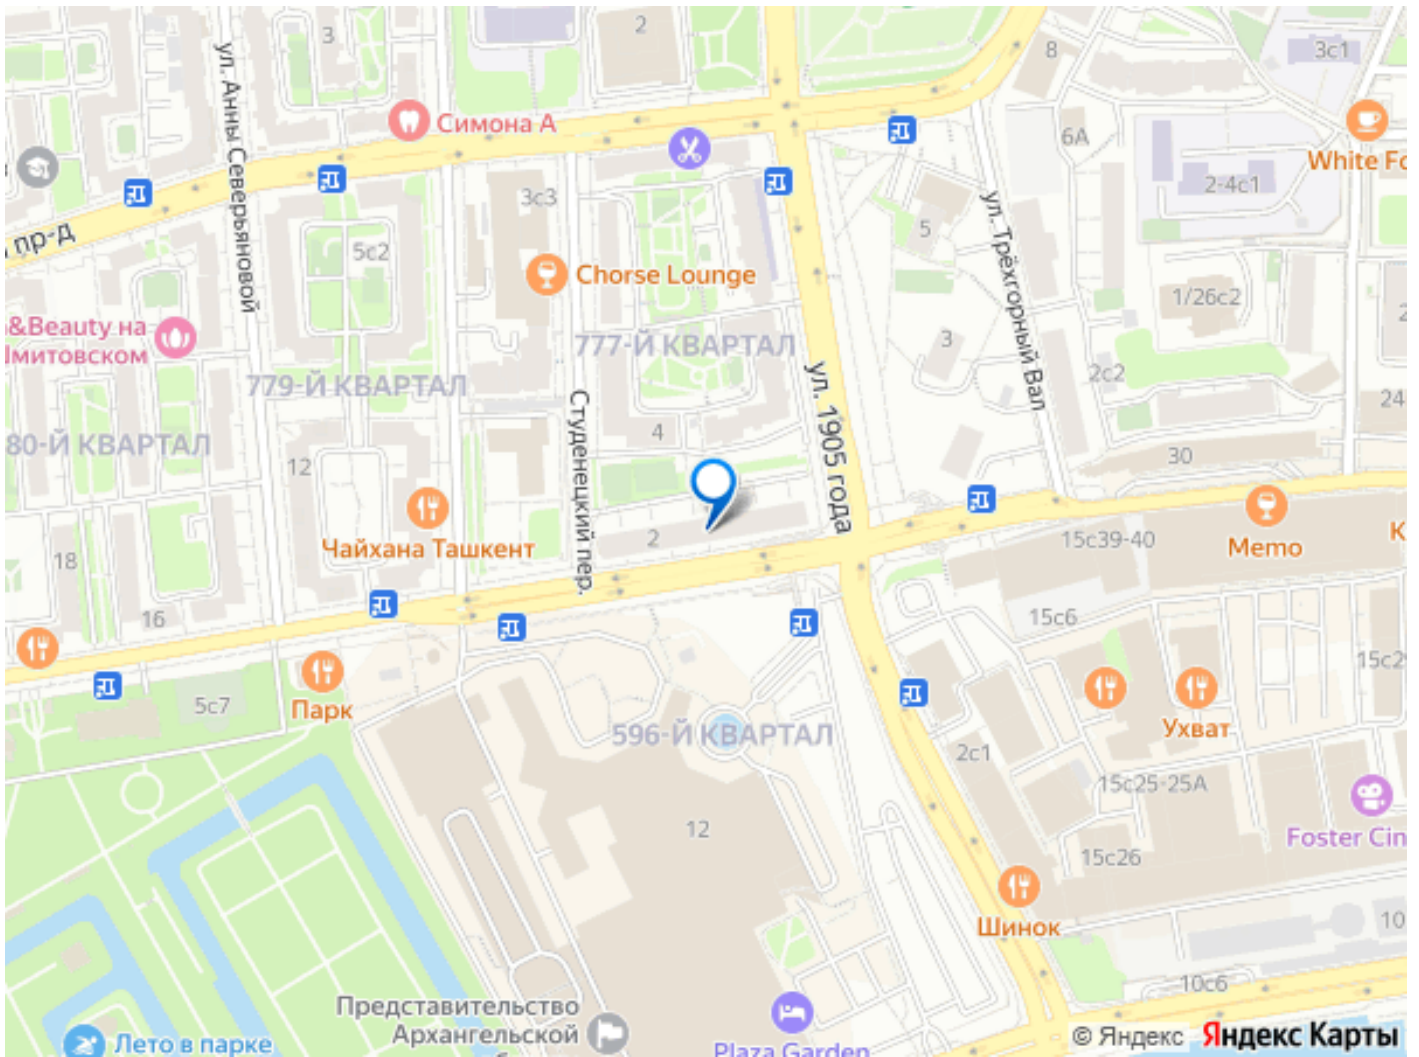 3
2
8
3с1
ул. Анны Северьяновой
Симона А
6А
White Fo
2-4с1
3с3
ул. Трёхгорный Вал
5
пр-д
5с2
Chorse Lounge
1/26с2
2
&Beauty на
митовском
777-Й КВАРТАЛ
3
779-Й КВАРТАЛ
ул. 1905 года
2с2
24
Студенецкий пер.
80-Й КВАРТАЛ
4
12
30
Чайхана Ташкент
2
15с39-40
Memo
К
18
16
15с6
5с7
Парк
15с2
596-Й КВАРТАЛ
Ухват
2с1
15с25-25А
12
Foster Cin
15с26
Шинок
10
10с6
Представительство
Архангельской
Лето в парке
Plaza Garden
© Яндекс Яндекс Карты